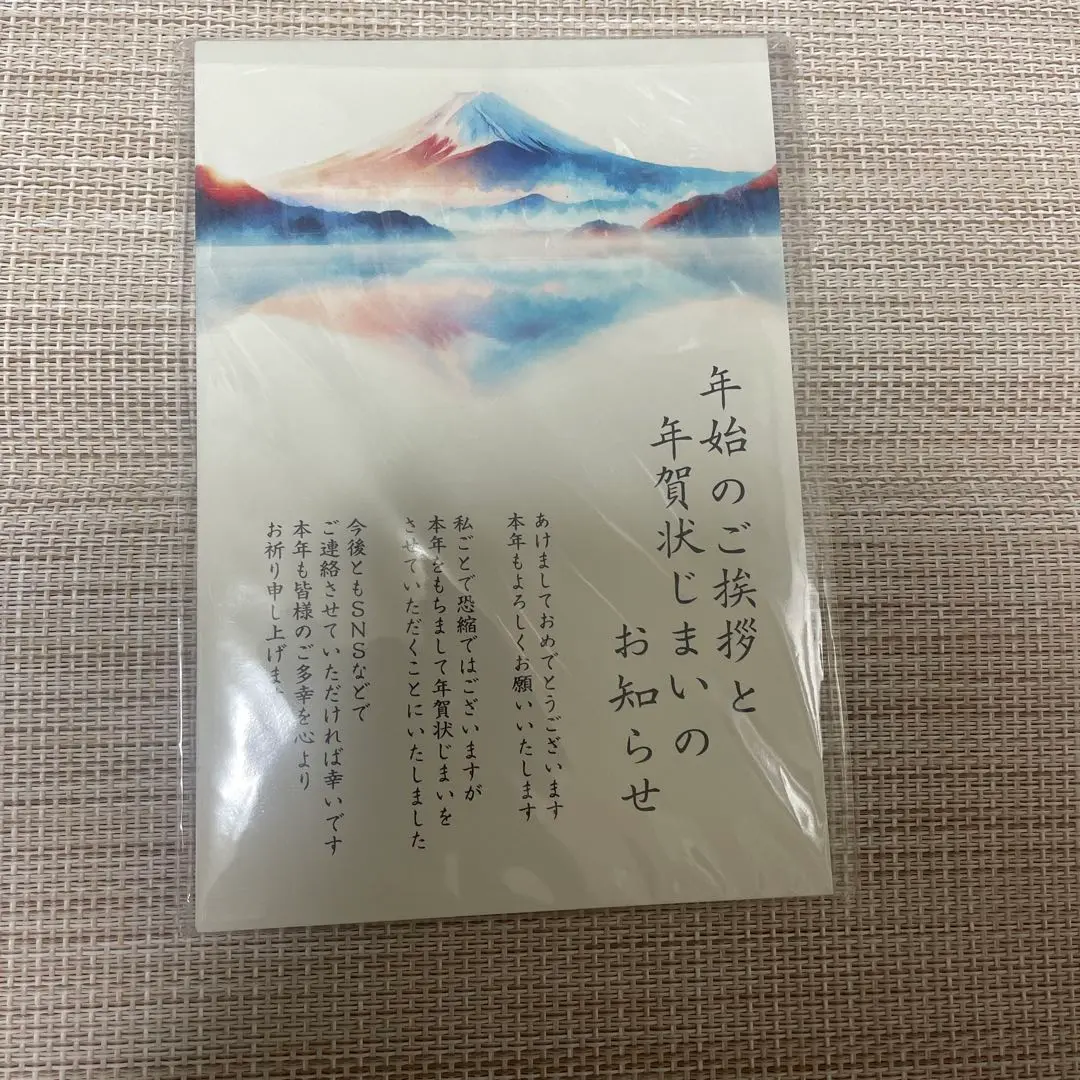 年始のご挨拶と
年賀状じまいの
お知らせ
あけましておめでとうございます
本年もよろしくお願いいたします
私ごとで恐縮ではございますが
本年をもちまして年賀状じまいを
させていただくことにいたしました
今後ともSNSなどで
ご連絡させていただければ幸いです
本年も皆様のご多幸を心より
お祈り申し上げます